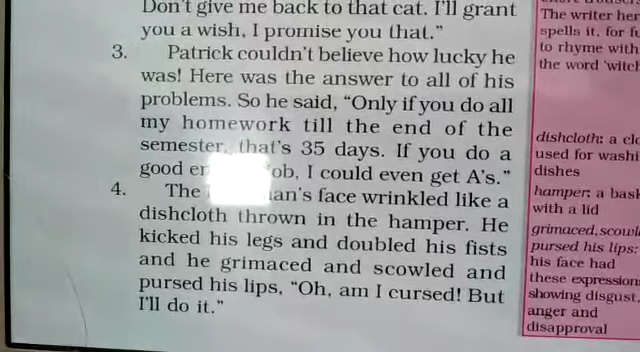 Don't give me back to that cat. I'll grant
you a wish, I promise you that."
3. Patrick couldn't believe how lucky he
was! Here was the answer to all of his
problems. So he said, "Only if you do all
my homework till the end of the
semester, that's 35 days. If you do a
good ob, I could even get A's."
4. The an's face wrinkled like a
dishcloth thrown in the hamper. He
kicked his legs and doubled his fists
and he grimaced and scowled and
pursed his lips, "Oh, am I cursed! But
I'll do it."
The writer her
spells it, for fu
to rhyme with
the word 'witch
dishcloth: a clo
used for washi
dishes
hamper: a bask
with a lid
grimaced, scowle
pursed his lips:
his face had
these expression
showing disgust,
anger and
disapproval